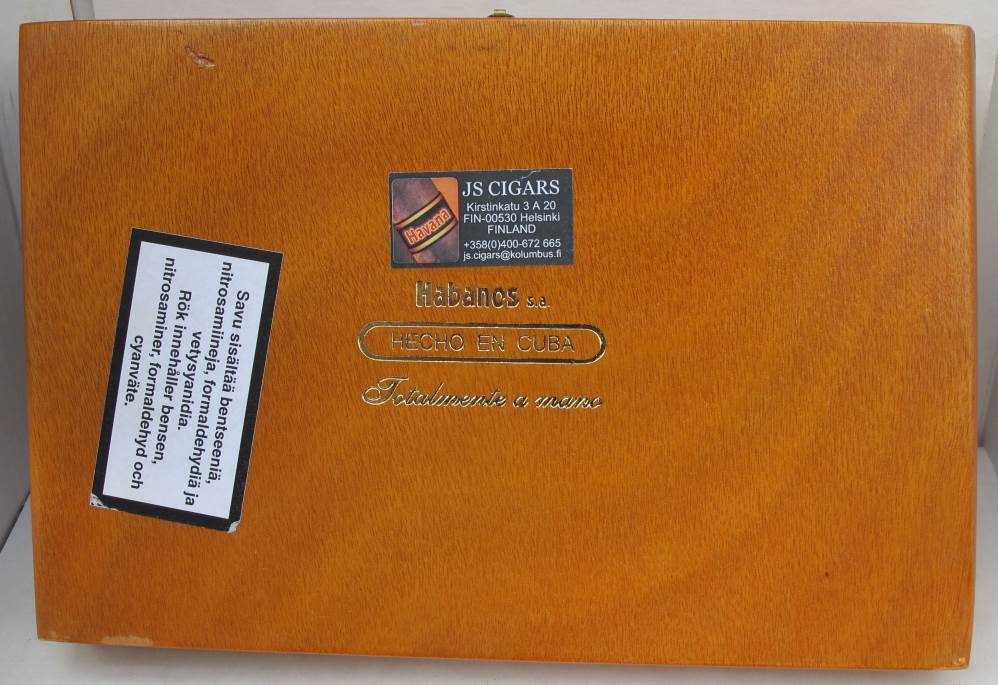 JS CIGARS
Kirstinkatu 3 A 20
FIN-00530 Helsinki
FINLAND
+358(0)400-672 665
js.cigars@kolumbus.fi
Havana
Habanos s.a.
HECHO EN CUBA
Totalmente a mano
Savu sisältää bentseeniä,
nitrosamiineja, formaldehydiä ja
vetysyanidia.
Rök innehåller bensen,
nitrosaminer, formaldehyd och
cyanväte.